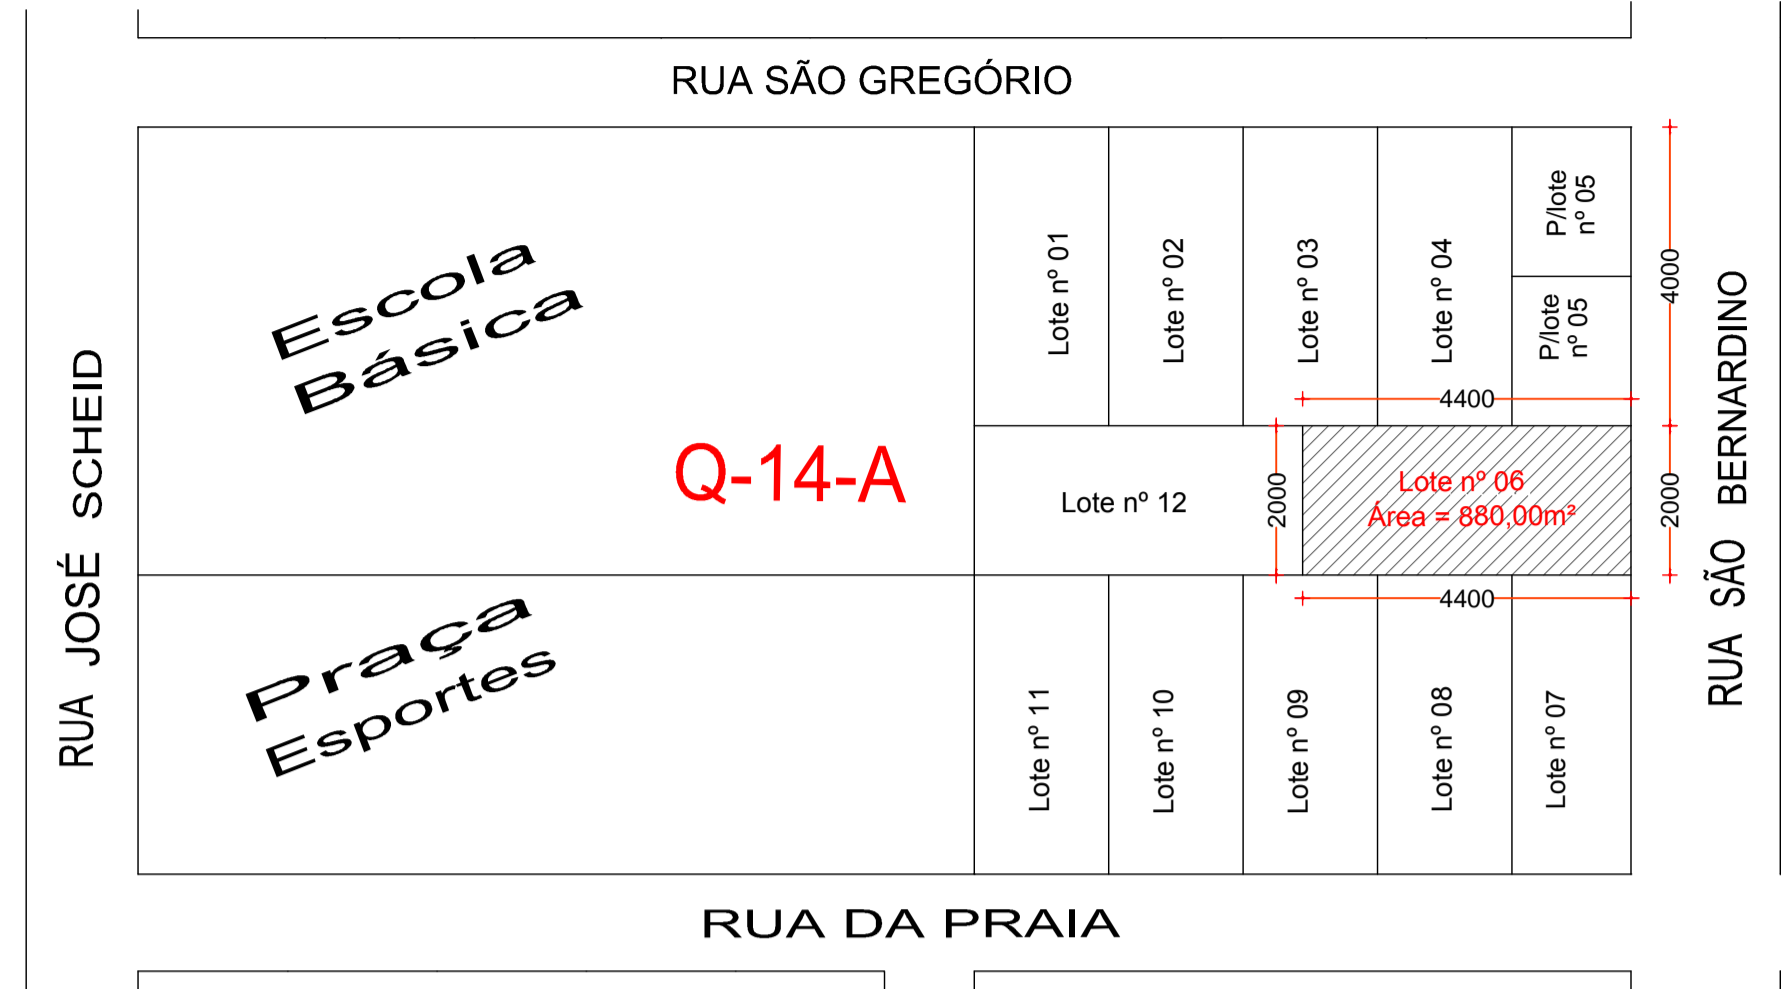 RUA SÃO GREGÓRIO
Escola
Básica
Lote nº 01
Lote nº 02
Lote nº 03
Lote nº 04
P/lote
nº 05
P/lote
nº 05
4000
4400
RUA JOSÉ SCHEID
Q-14-A
Lote nº 12
2000
Lote nº 06
Área = 880,00m²
2000
RUA SÃO BERNARDINO
4400
Praça
Esportes
Lote nº 11
Lote nº 10
Lote nº 09
Lote nº 08
Lote nº 07
RUA DA PRAIA